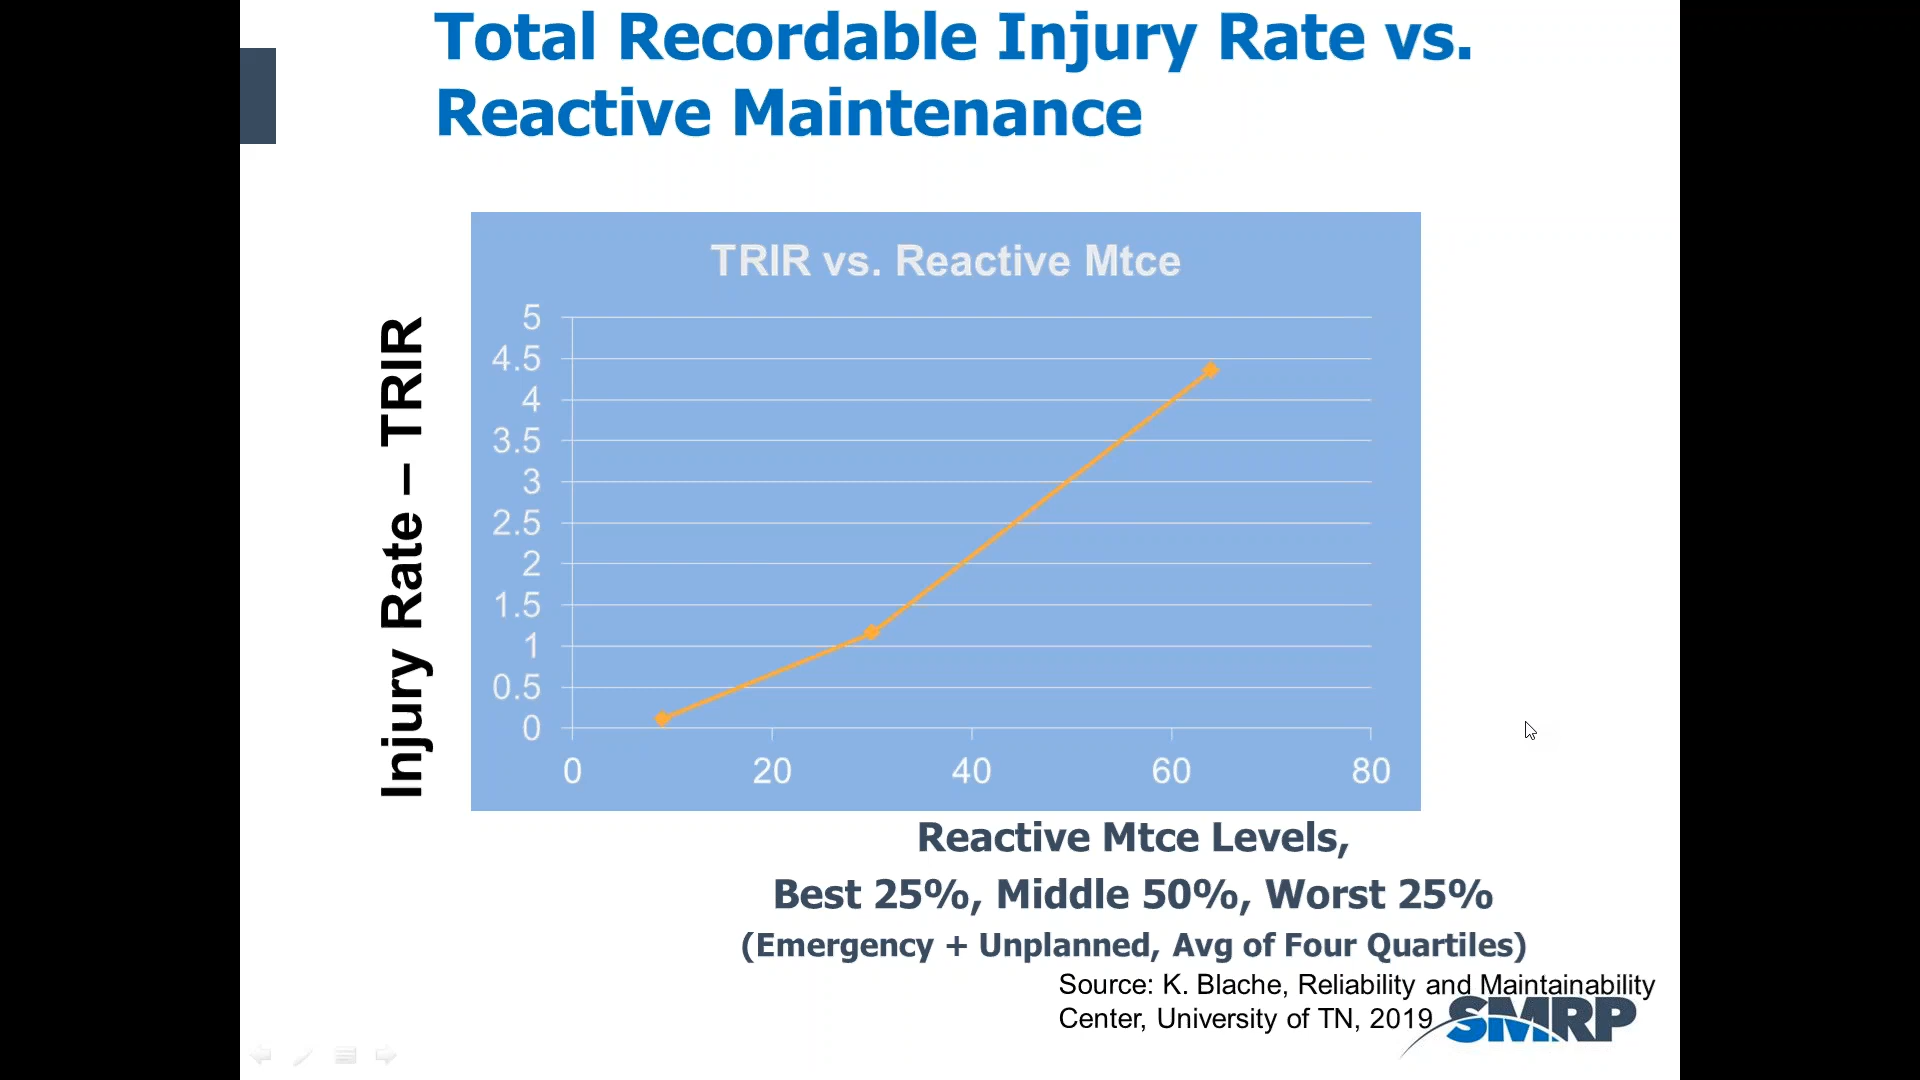 Total Recordable Injury Rate vs.
Reactive Maintenance
TRIR vs. Reactive Mtce
Injury Rate – TRIR
5
4.5
4
3.5
3
2.5
2
1.5
1
0.5
0
0 20 40 60 80
Reactive Mtce Levels,
Best 25%, Middle 50%, Worst 25%
(Emergency + Unplanned, Avg of Four Quartiles)
Source: K. Blache, Reliability and Maintainability
Center, University of TN, 2019
SMRP